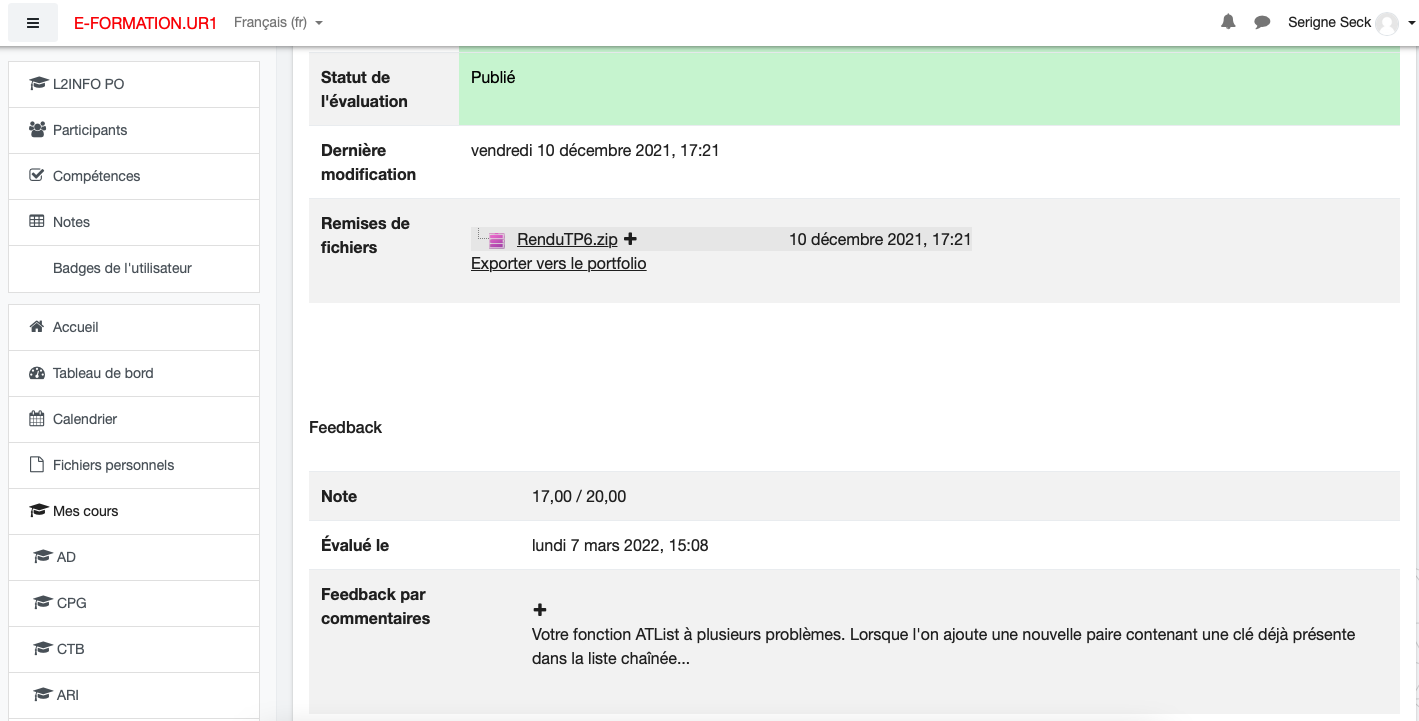 E-FORMATION.UR1 Français (fr) Serigne Seck
L2INFO PO
Participants
Compétences
Notes
Badges de l'utilisateur
Accueil
Tableau de bord
Calendrier
Fichiers personnels
Mes cours
AD
CPG
CTB
ARI
Statut de
l'évaluation
Publié
Dernière
modification
vendredi 10 décembre 2021, 17:21
Remises de
fichiers
RenduTP6.zip 10 décembre 2021, 17:21
Exporter vers le portfolio
Feedback
Note 17,00 / 20,00
Évalué le lundi 7 mars 2022, 15:08
Feedback par
commentaires
Votre fonction ATList à plusieurs problèmes. Lorsque l'on ajoute une nouvelle paire contenant une clé déjà présente
dans la liste chaînée...